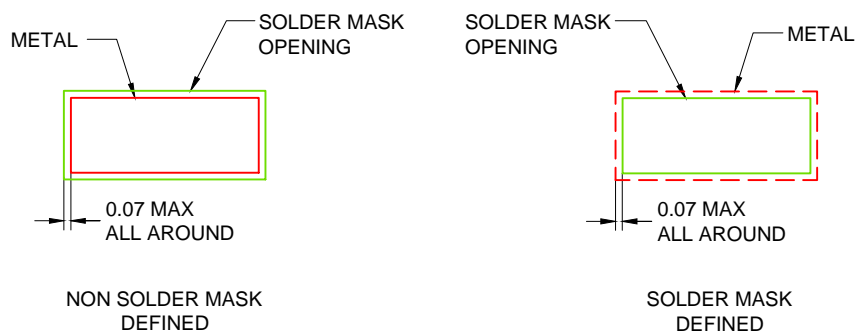 METAL
SOLDER MASK
OPENING
0.07 MAX
ALL AROUND
NON SOLDER MASK
DEFINED
SOLDER MASK
OPENING
METAL
0.07 MAX
ALL AROUND
SOLDER MASK
DEFINED